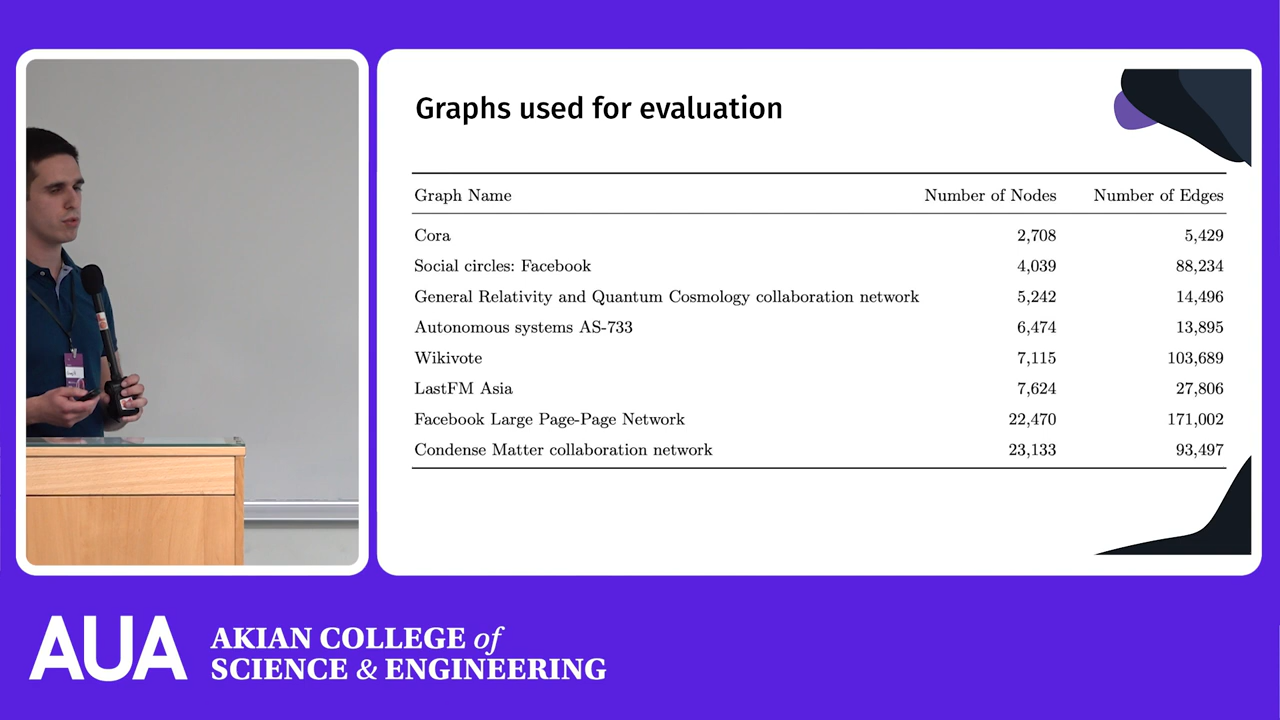 Graphs used for evaluation
Graph Name Number of Nodes Number of Edges
Cora 2,708 5,429
Social circles: Facebook 4,039 88,234
General Relativity and Quantum Cosmology collaboration network 5,242 14,496
Autonomous systems AS-733 6,474 13,895
Wikivote 7,115 103,689
LastFM Asia 7,624 27,806
Facebook Large Page-Page Network 22,470 171,002
Condense Matter collaboration network 23,133 93,497
AUA
AKIAN COLLEGE of
SCIENCE & ENGINEERING